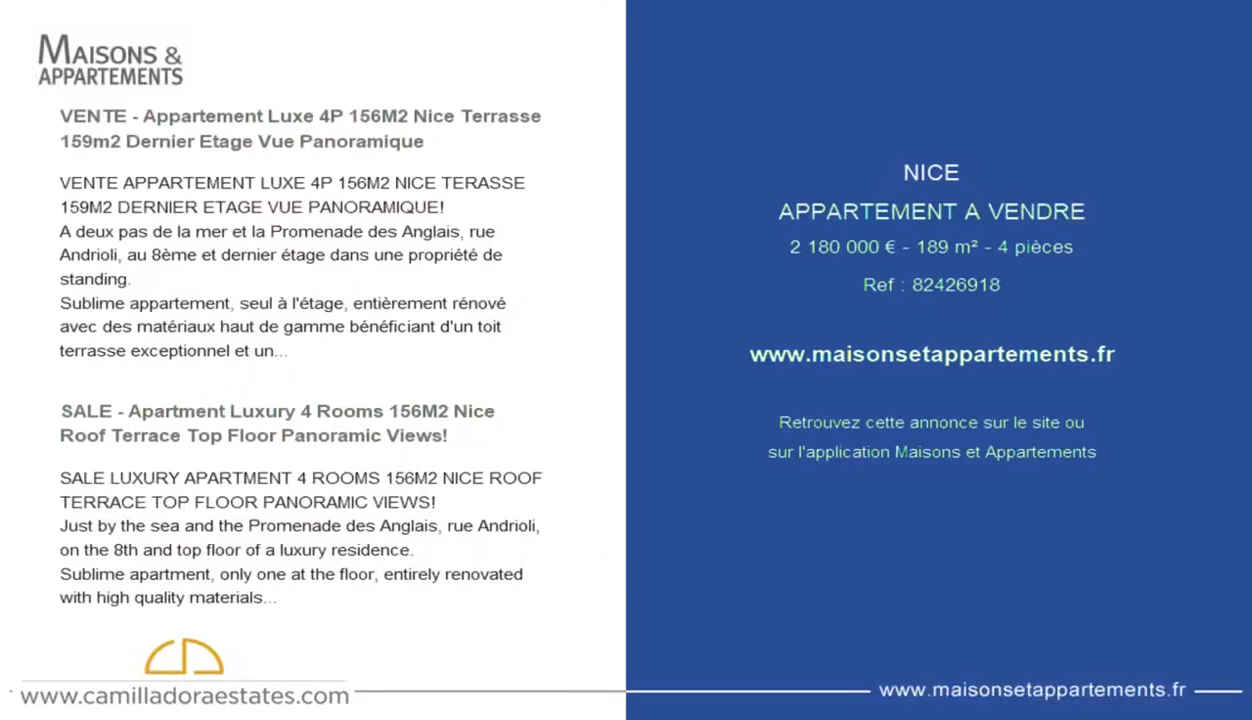 MAISONS &
APPARTEMENTS
VENTE - Appartement Luxe 4P 156M2 Nice Terrasse
159m2 Dernier Etage Vue Panoramique
VENTE APPARTEMENT LUXE 4P 156M2 NICE TERASSE
159M2 DERNIER ETAGE VUE PANORAMIQUE!
A deux pas de la mer et la Promenade des Anglais, rue
Andrioli, au 8ème et dernier étage dans une propriété de
standing.
Sublime appartement, seul à l'étage, entièrement rénové
avec des matériaux haut de gamme bénéficiant d'un toit
terrasse exceptionnel et un...
SALE - Apartment Luxury 4 Rooms 156M2 Nice
Roof Terrace Top Floor Panoramic Views!
SALE LUXURY APARTMENT 4 ROOMS 156M2 NICE ROOF
TERRACE TOP FLOOR PANORAMIC VIEWS!
Just by the sea and the Promenade des Anglais, rue Andrioli,
on the 8th and top floor of a luxury residence.
Sublime apartment, only one at the floor, entirely renovated
with high quality materials...
www.camilladoraestates.com
NICE
APPARTEMENT A VENDRE
2 180 000 € - 189 m² - 4 pièces
Ref : 82426918
www.maisonsetappartements.fr
Retrouvez cette annonce sur le site ou
sur l'application Maisons et Appartements
www.maisonsetappartements.fr